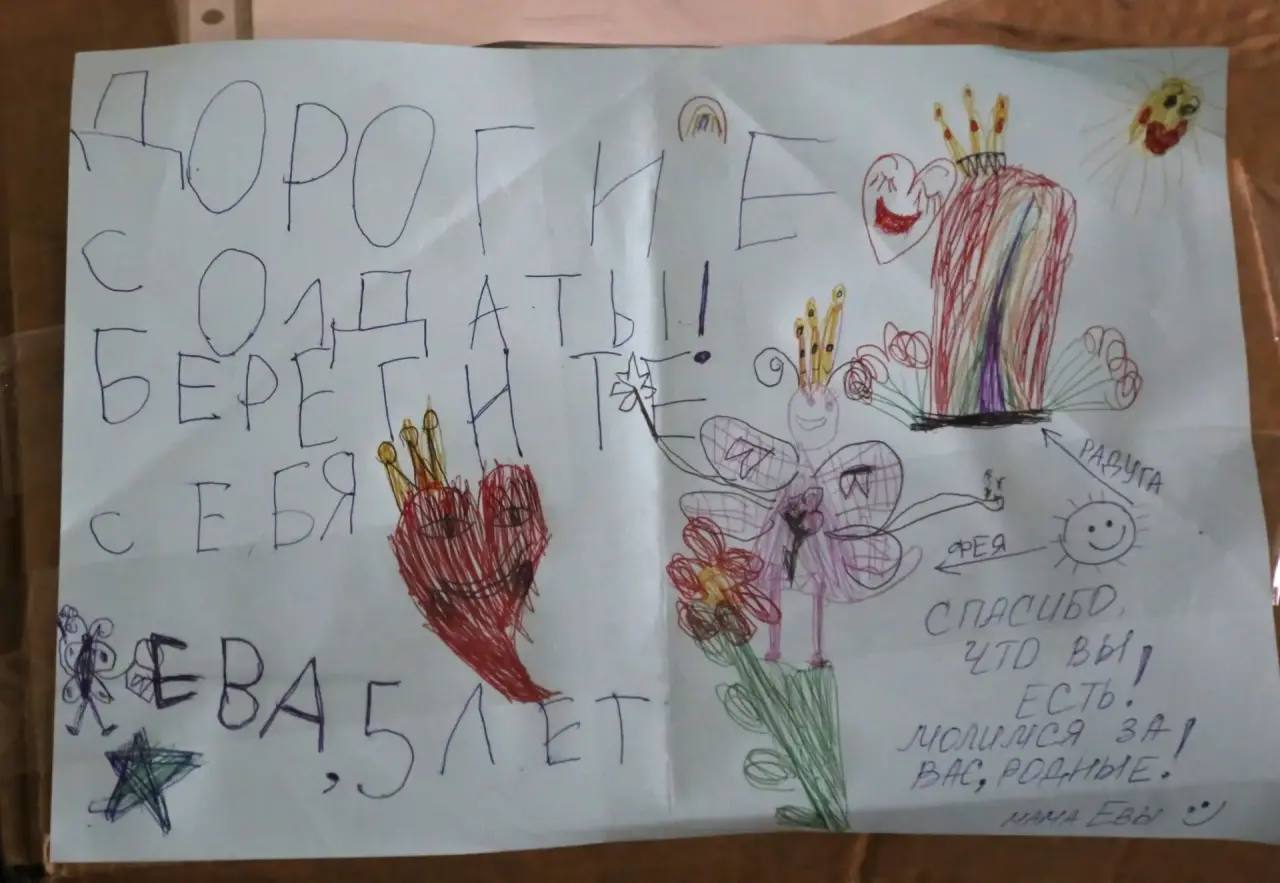 ДОРОГИЕ
СОЛДАТЫ!
БЕРЕГИТЕ
СЕБЯ
ЕВА, 5 ЛЕТ
РАДУГА
ФЕЯ
СПАСИБО,
ЧТО ВЫ
ЕСТЬ!
МОЛИМСЯ ЗА
ВАС, РОДНЫЕ!
МАМА ЕВЫ